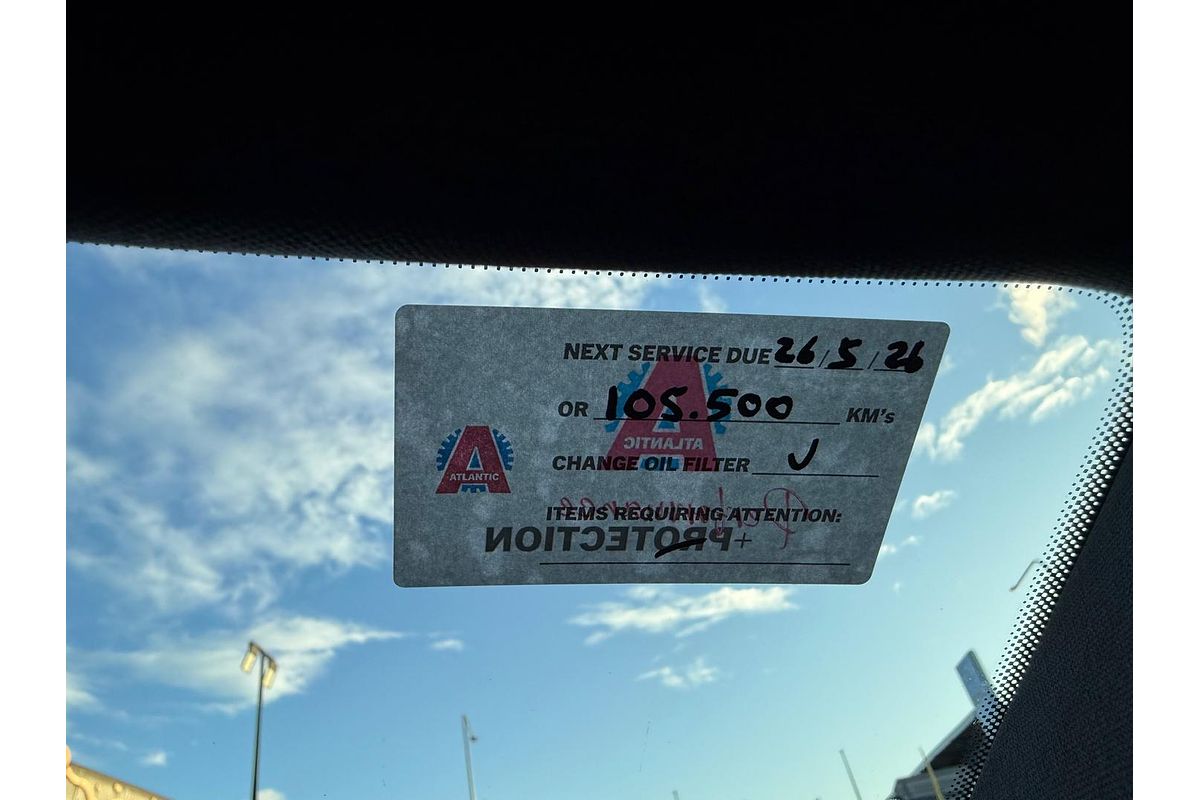 NEXT SERVICE DUE 26/5/26
OR 105.500 KM's
ATLANTIC
CHANGE OIL FILTER ✓
ATLANTIC
Performance
ITEMS REQUIRING ATTENTION:
+PROTECTION